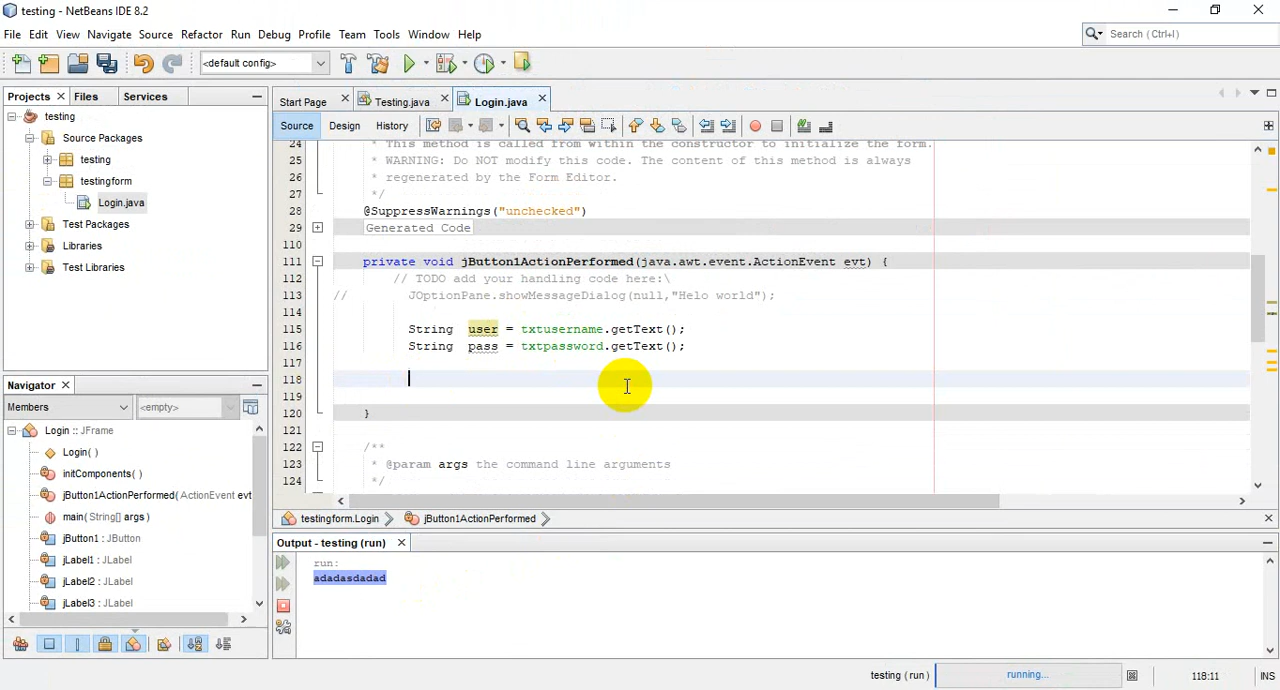 testing - NetBeans IDE 8.2
File Edit View Navigate Source Refactor Run Debug Profile Team Tools Window Help
Search (Ctrl+I)
<default config>
Projects Files Services
testing
Source Packages
testing
testingform
Login.java
Test Packages
Libraries
Test Libraries
Navigator
Members <empty>
Login :: JFrame
Login()
initComponents()
jButton1ActionPerformed(ActionEvent evt
main(String[] args)
jButton1 : JButton
jLabel1 : JLabel
jLabel2 : JLabel
jLabel3 : JLabel
Start Page Testing.java Login.java
Source Design History
24 * This method is called from within the constructor to initialize the form.
25 * WARNING: Do NOT modify this code. The content of this method is always
26 * regenerated by the Form Editor.
27 */
28 @SuppressWarnings("unchecked")
29 Generated Code
110
111 private void jButton1ActionPerformed(java.awt.event.ActionEvent evt) {
112 // TODO add your handling code here:\
113 // JOptionPane.showMessageDialog(null,"Helo world");
114
115 String user = txtusername.getText();
116 String pass = txtpassword.getText();
117
118
119
120 }
121
122 /**
123 * @param args the command line arguments
124 */
testingform.Login jButton1ActionPerformed
Output - testing (run)
run:
adadasdadad
testing (run) running... 118:11 INS